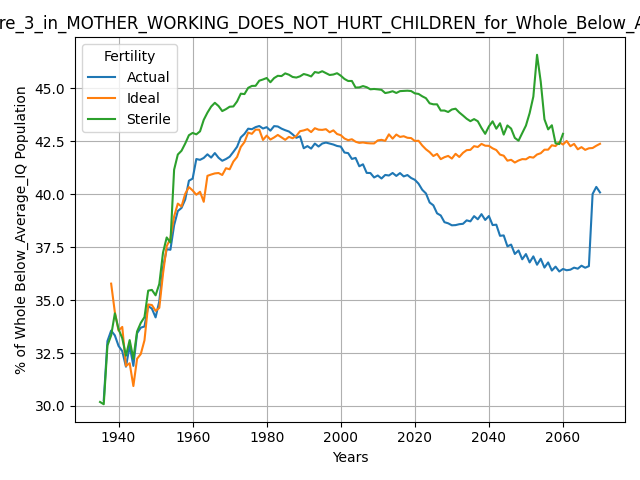 re_3_in_MOTHER_WORKING_DOES_NOT_HURT_CHILDREN_for_Whole_Below_A
Fertility
Actual
Ideal
Sterile
% of Whole Below_Average_IQ Population
45.0
42.5
40.0
37.5
35.0
32.5
30.0
1940
1960
1980
2000
2020
2040
2060
Years